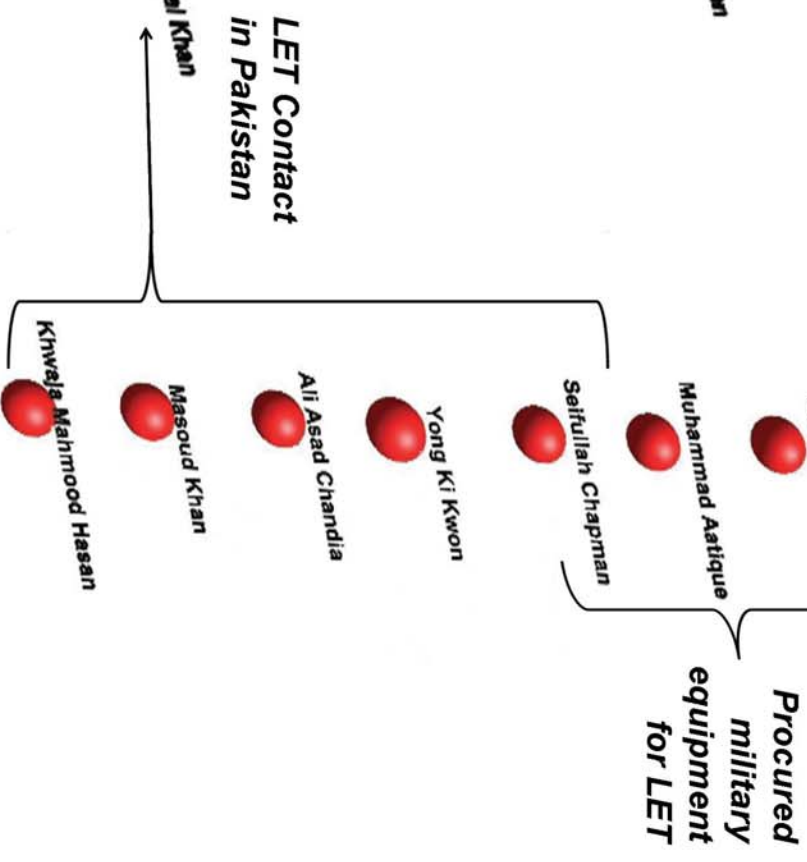 Procured
military
equipment
for LET
Muhammad Aatique
Seifullah Chapman
Yong Ki Kwon
Ali Asad Chandia
LET Contact
in Pakistan
Khan
Masoud Khan
Khwaja Mahmood Hasan